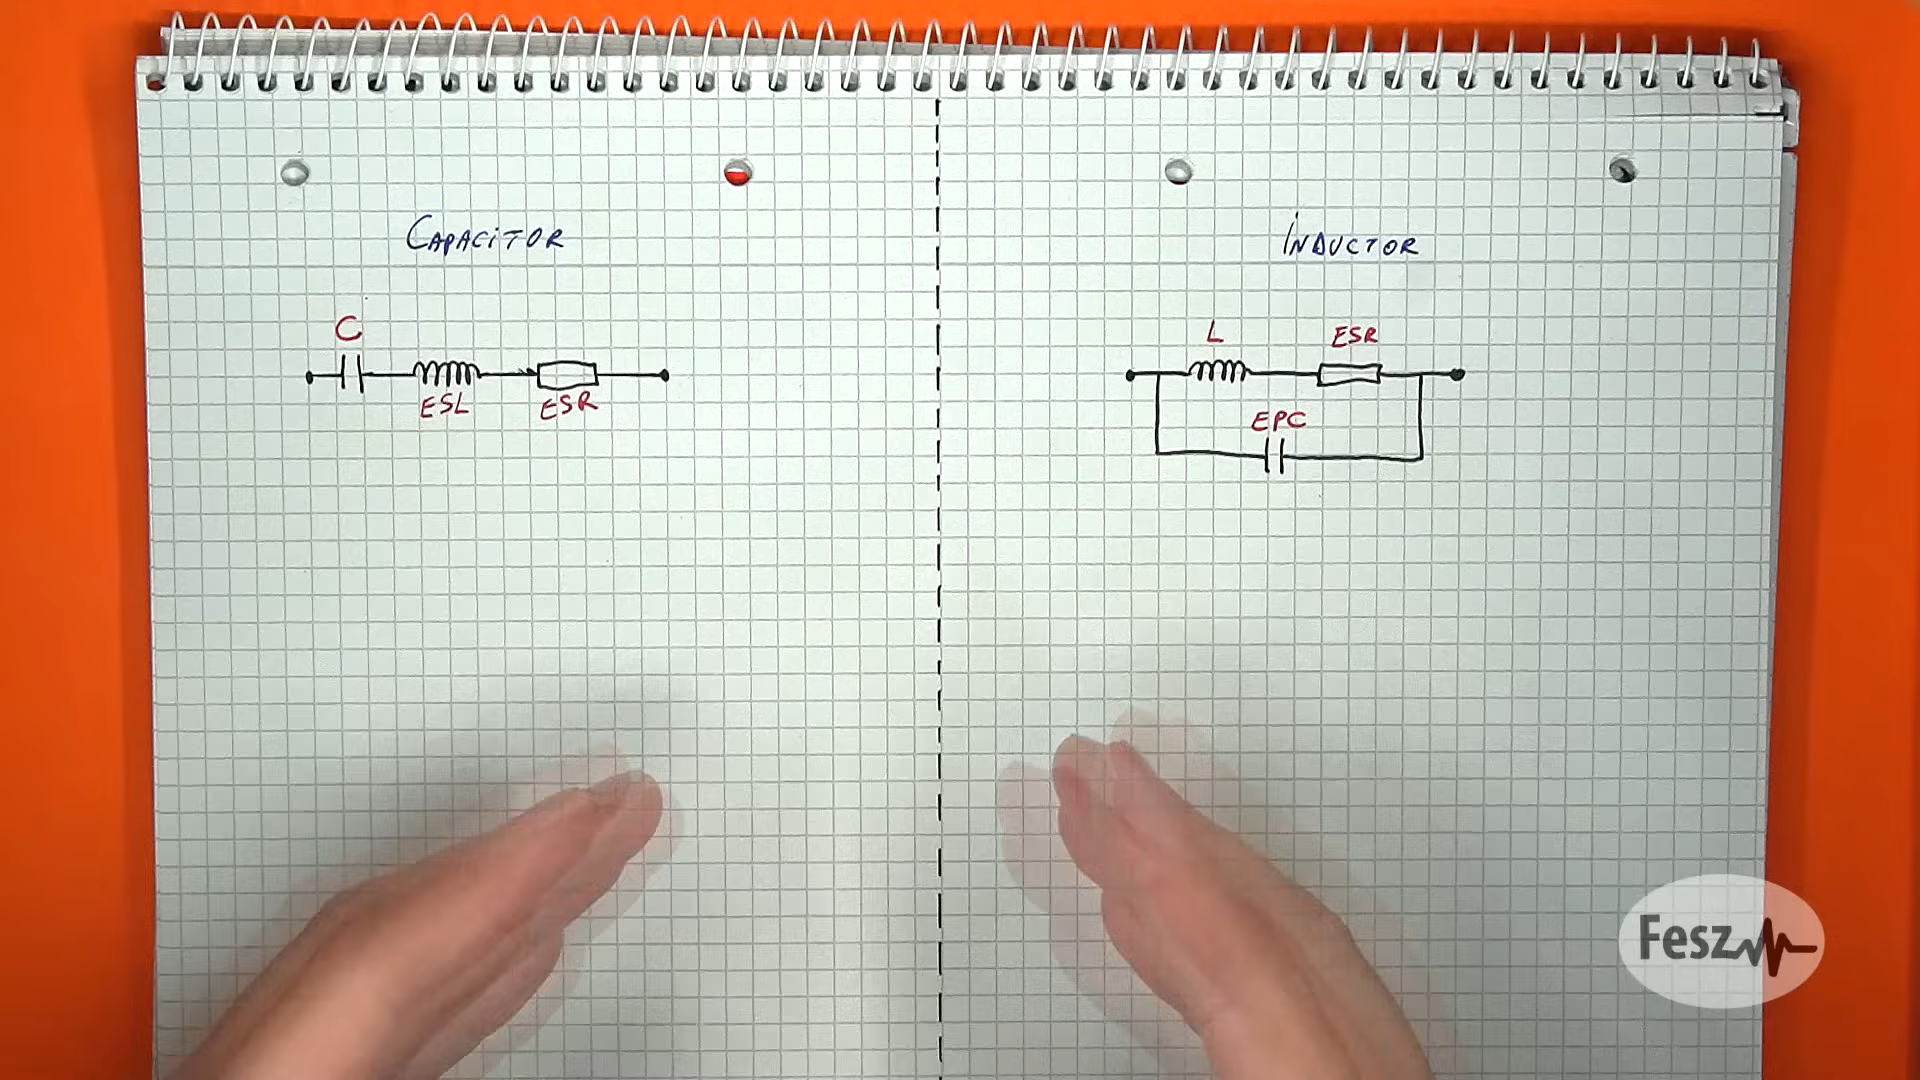 CAPACITOR
C
ESL
ESR
INDUCTOR
L
ESR
EPC
Fesz